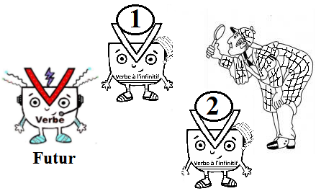 1
Verbe à l'infinitif
Verbe
Futur
2
Verbe à l'infinitif